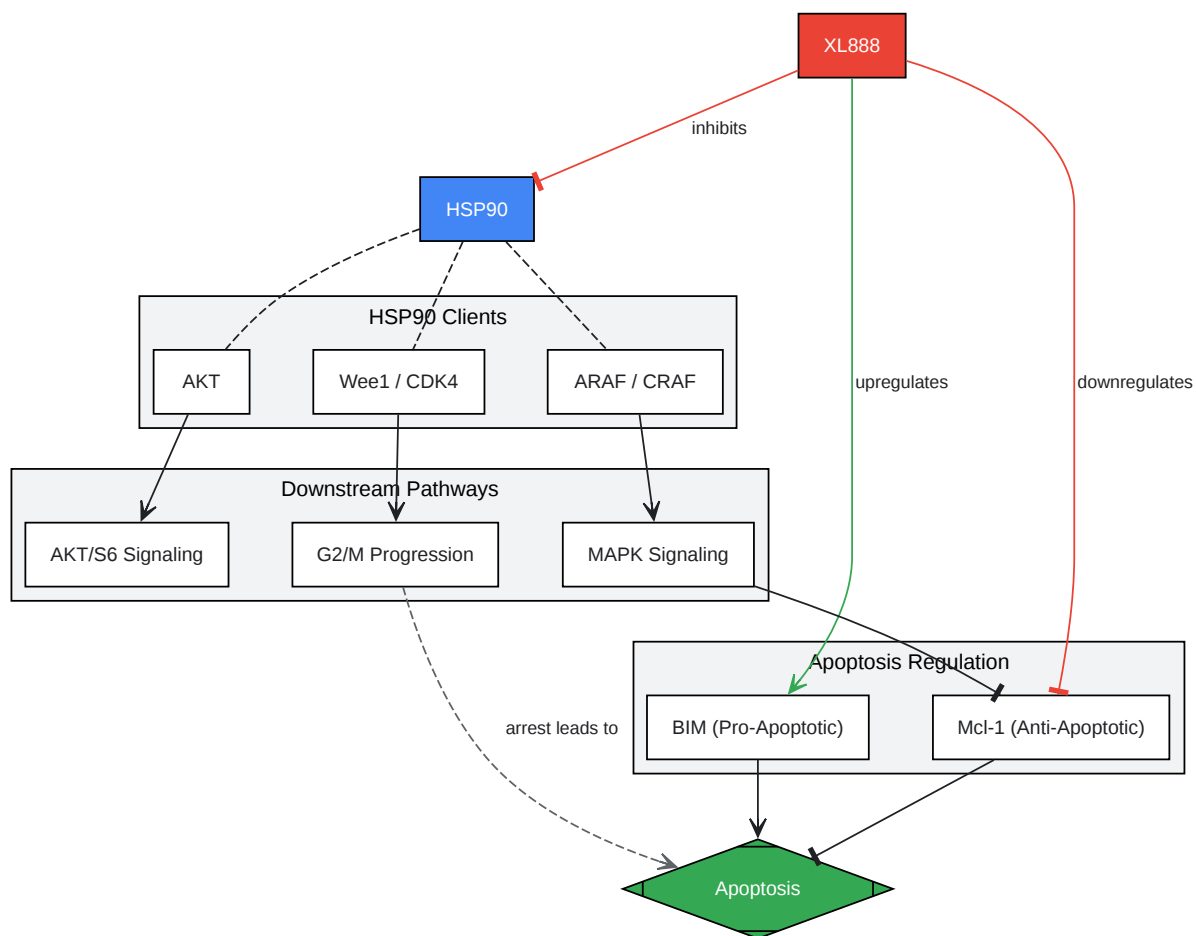 XL888
inhibits
HSP90
HSP90 Clients
AKT
Wee1 / CDK4
ARAF / CRAF
upregulates
downregulates
Downstream Pathways
AKT/S6 Signaling
G2/M Progression
MAPK Signaling
Apoptosis Regulation
BIM (Pro-Apoptotic)
Mcl-1 (Anti-Apoptotic)
arrest leads to
Apoptosis